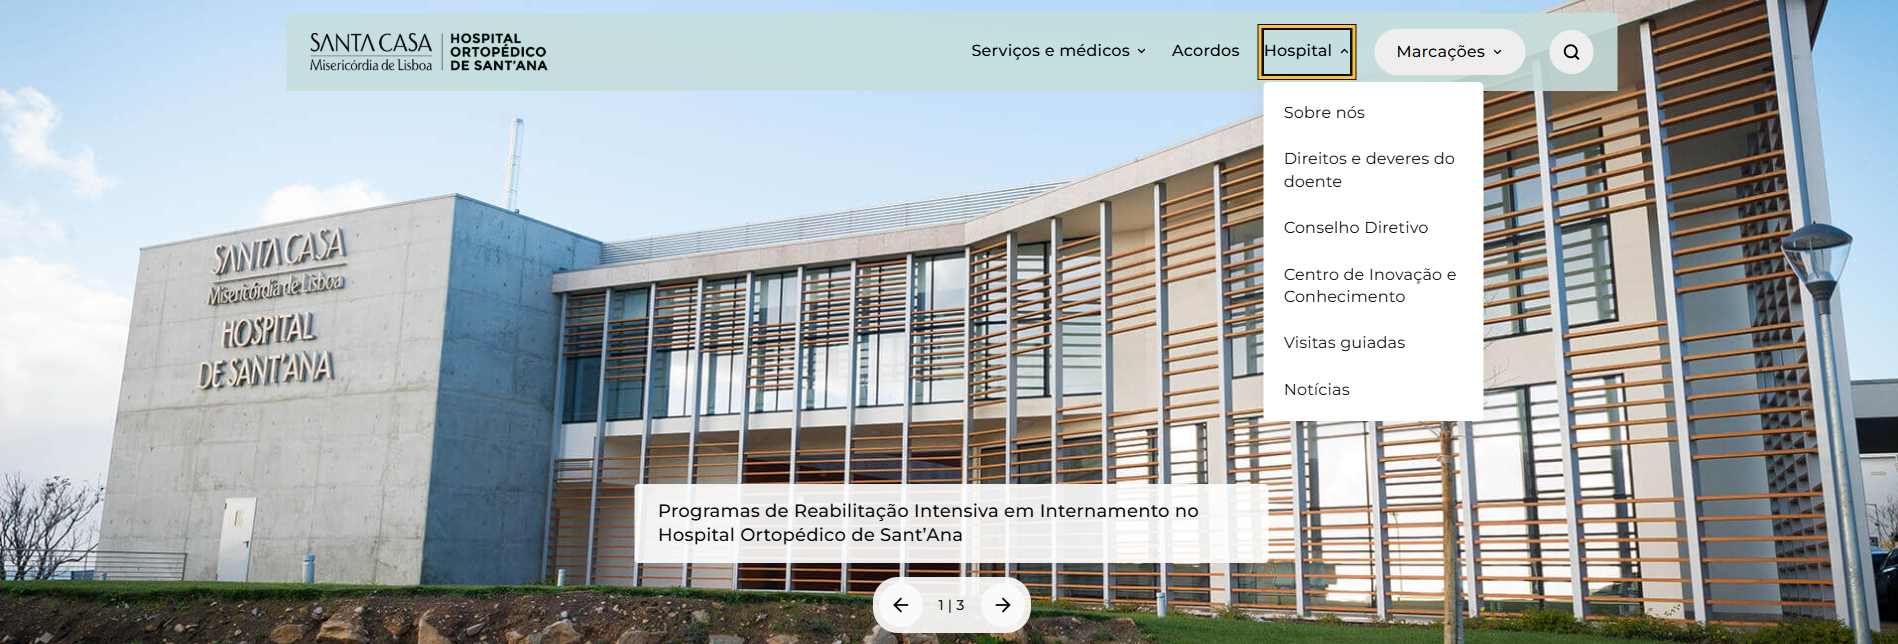 SANTA CASA
Misericórdia de Lisboa
HOSPITAL
ORTOPÉDICO
DE SANT'ANA
Serviços e médicos
Acordos
Hospital
Marcações
Sobre nós
Direitos e deveres do
doente
Conselho Diretivo
Centro de Inovação e
Conhecimento
Visitas guiadas
Notícias
SANTA CASA
Misericórdia de Lisboa
HOSPITAL
DE SANT'ANA
Programas de Reabilitação Intensiva em Internamento no
Hospital Ortopédico de Sant’Ana
1 | 3